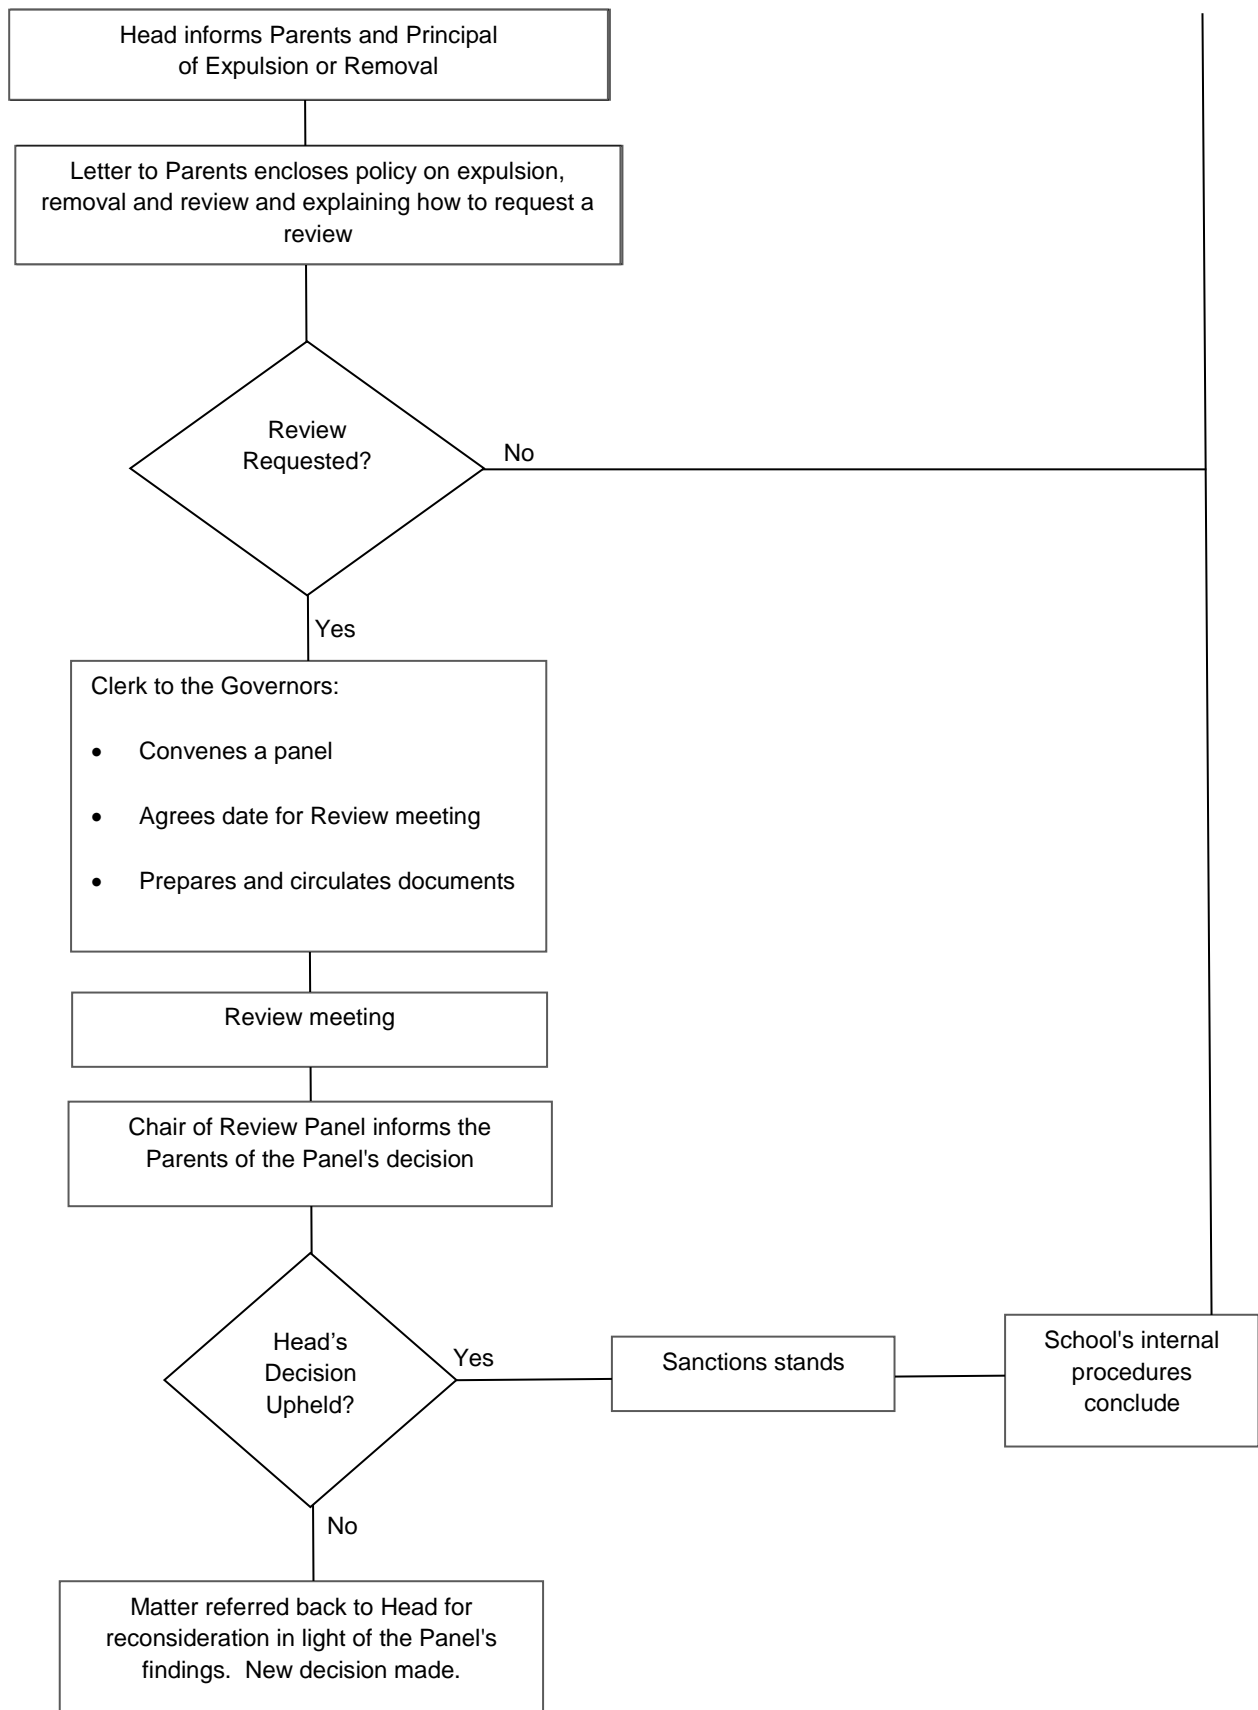 Head informs Parents and Principal
of Expulsion or Removal
Letter to Parents encloses policy on expulsion,
removal and review and explaining how to request a
review
Review
Requested?
No
Yes
Clerk to the Governors:
• Convenes a panel
• Agrees date for Review meeting
• Prepares and circulates documents
Review meeting
Chair of Review Panel informs the
Parents of the Panel's decision
Head’s
Decision
Upheld?
Yes
Sanctions stands
School's internal
procedures
conclude
No
Matter referred back to Head for
reconsideration in light of the Panel's
findings.  New decision made.